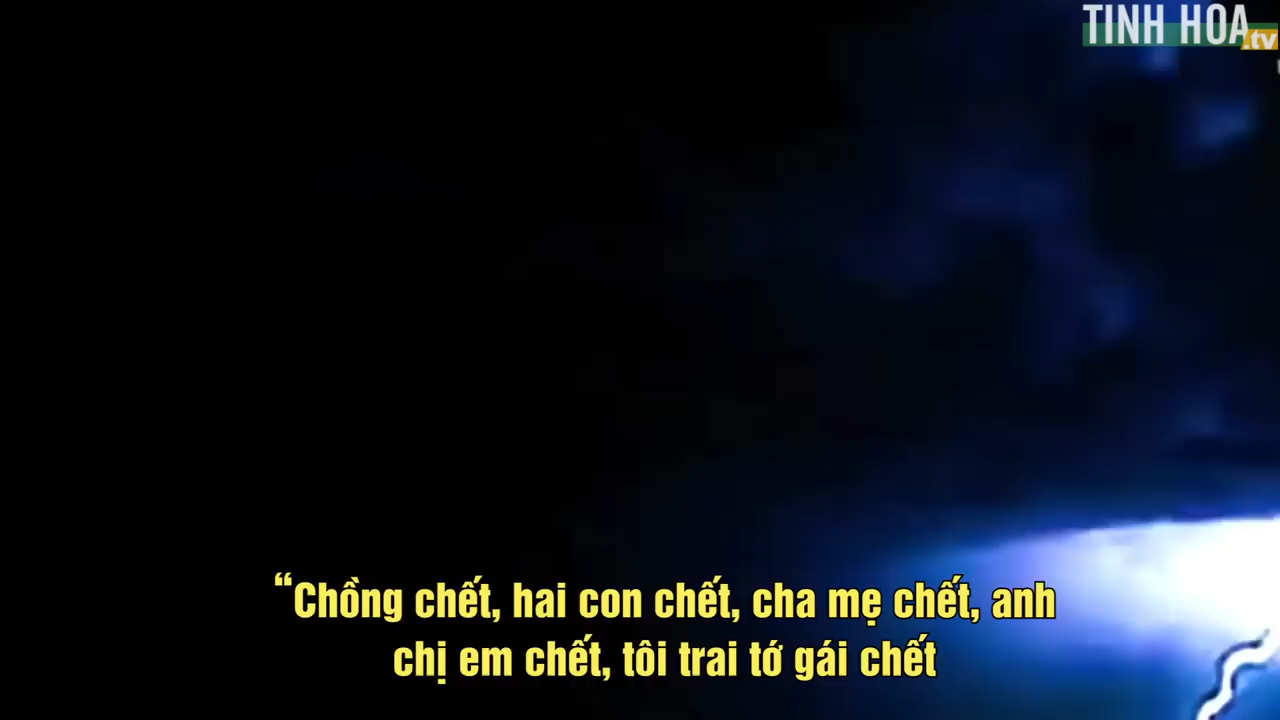 TINH HOA
.tv
“Chồng chết, hai con chết, cha mẹ chết, anh
chị em chết, tôi trai tớ gái chết